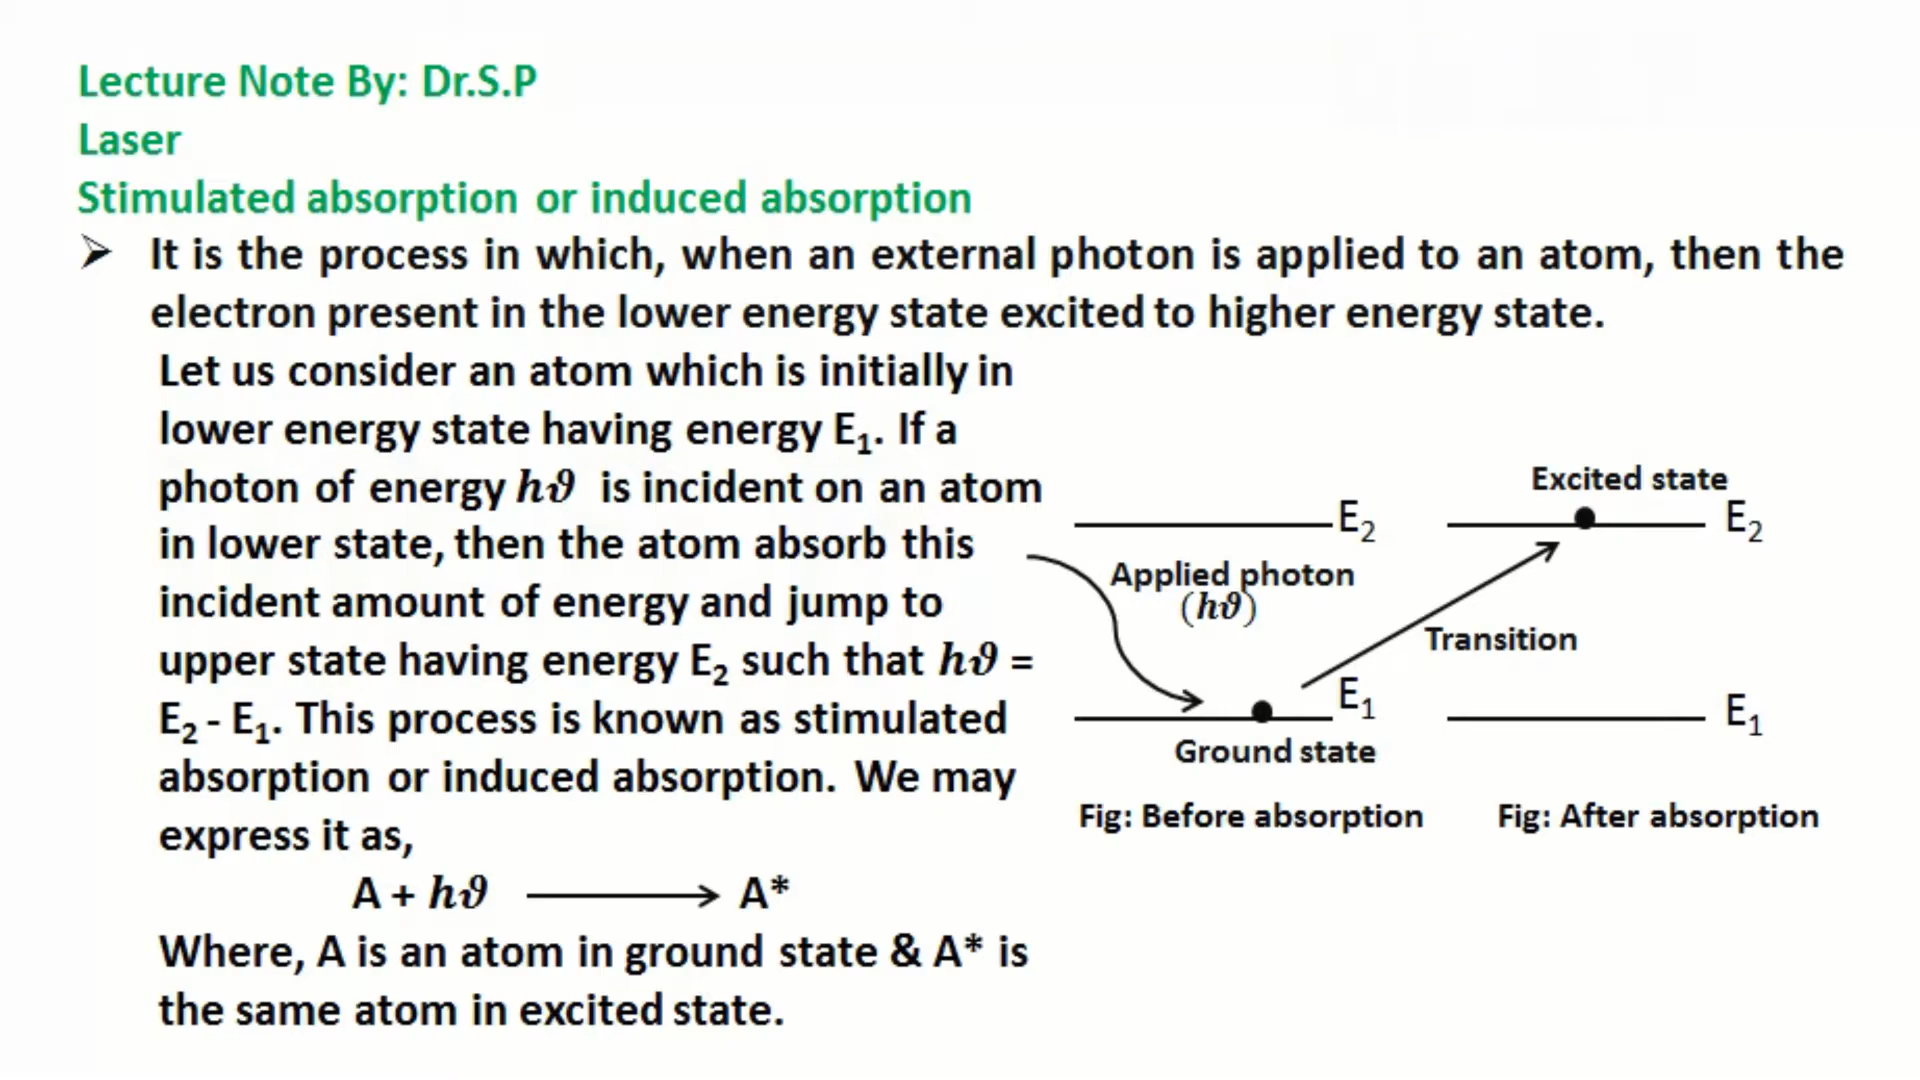 Lecture Note By: Dr.S.P
Laser
Stimulated absorption or induced absorption
➢ It is the process in which, when an external photon is applied to an atom, then the
electron present in the lower energy state excited to higher energy state.
Let us consider an atom which is initially in
lower energy state having energy E₁. If a
photon of energy hϑ is incident on an atom
in lower state, then the atom absorb this
incident amount of energy and jump to
upper state having energy E₂ such that hϑ =
E₂ - E₁. This process is known as stimulated
absorption or induced absorption. We may
express it as,
A + hϑ ⟶ A*
Where, A is an atom in ground state & A* is
the same atom in excited state.
E₂
Applied photon
(hϑ)
E₁
Ground state
Fig: Before absorption
Excited state
E₂
Transition
E₁
Fig: After absorption